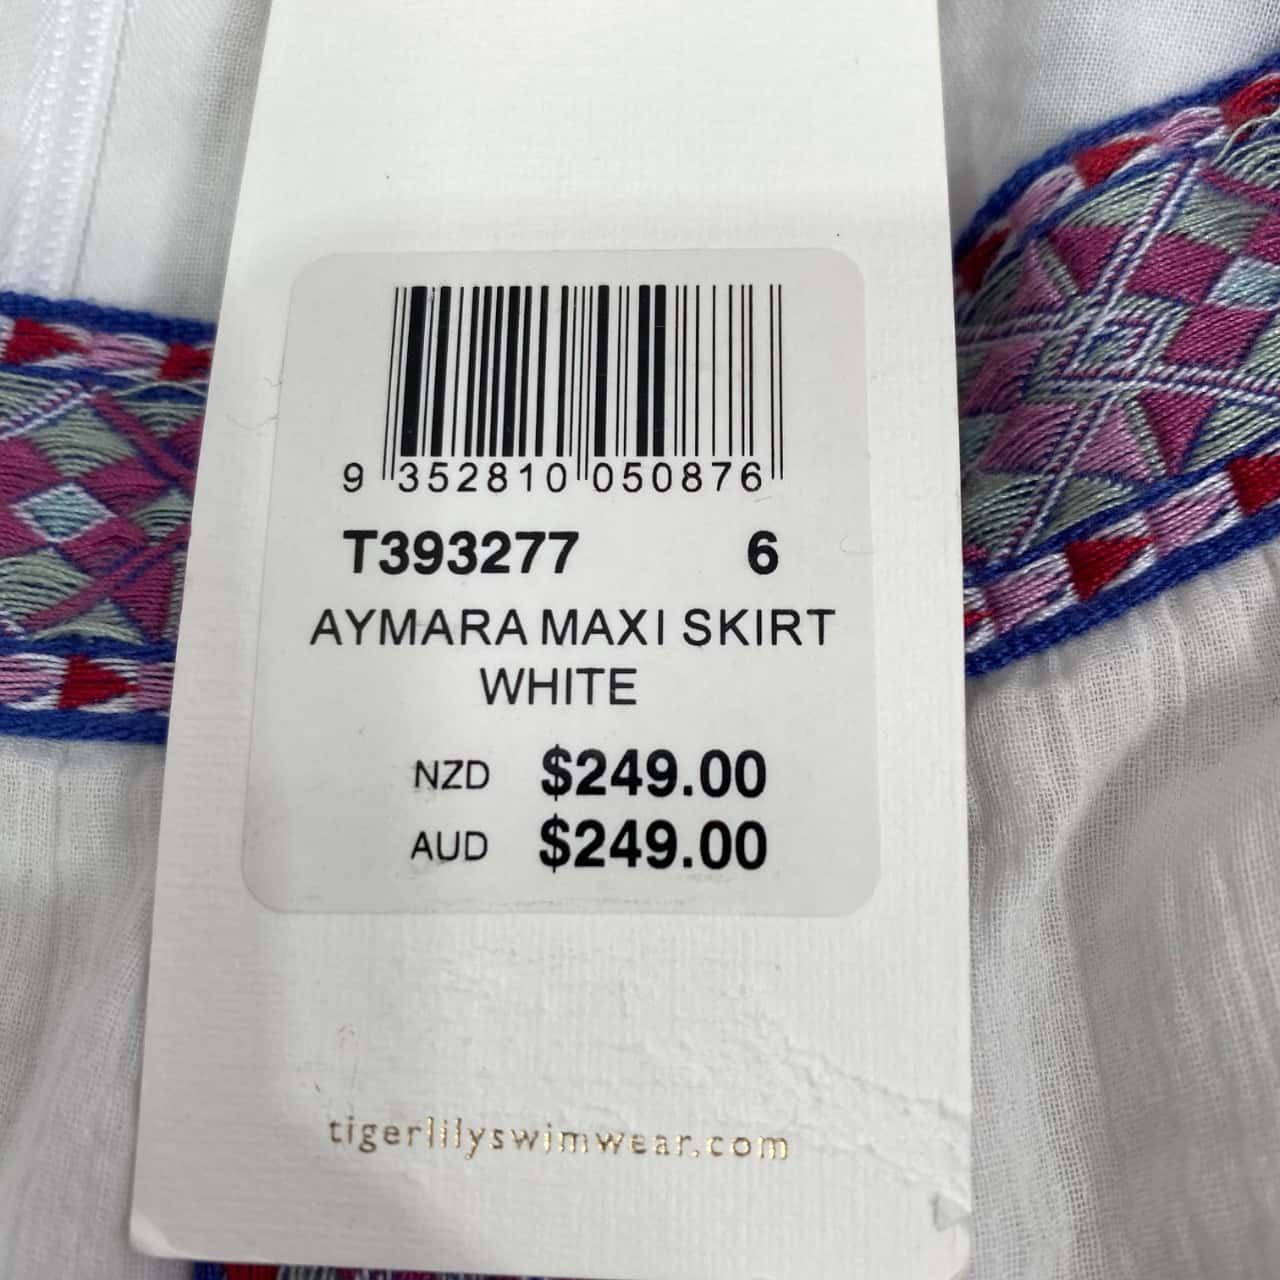 9 352810 050876
T393277 6
AYMARA MAXI SKIRT
WHITE
NZD $249.00
AUD $249.00
tigerlilyswimwear.com